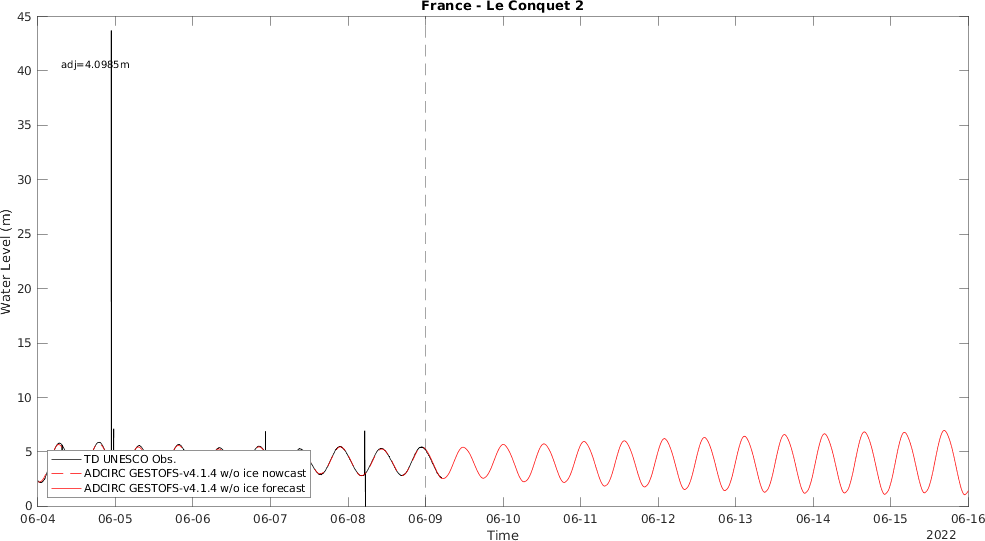 France - Le Conquet 2
45
adj=4.0985m
40
35
30
25
20
15
10
5
0
Water Level (m)
TD UNESCO Obs.
ADCIRC GESTOFS-v4.1.4 w/o ice nowcast
ADCIRC GESTOFS-v4.1.4 w/o ice forecast
06-04 06-05 06-06 06-07 06-08 06-09 06-10 06-11 06-12 06-13 06-14 06-15 06-16
Time
2022